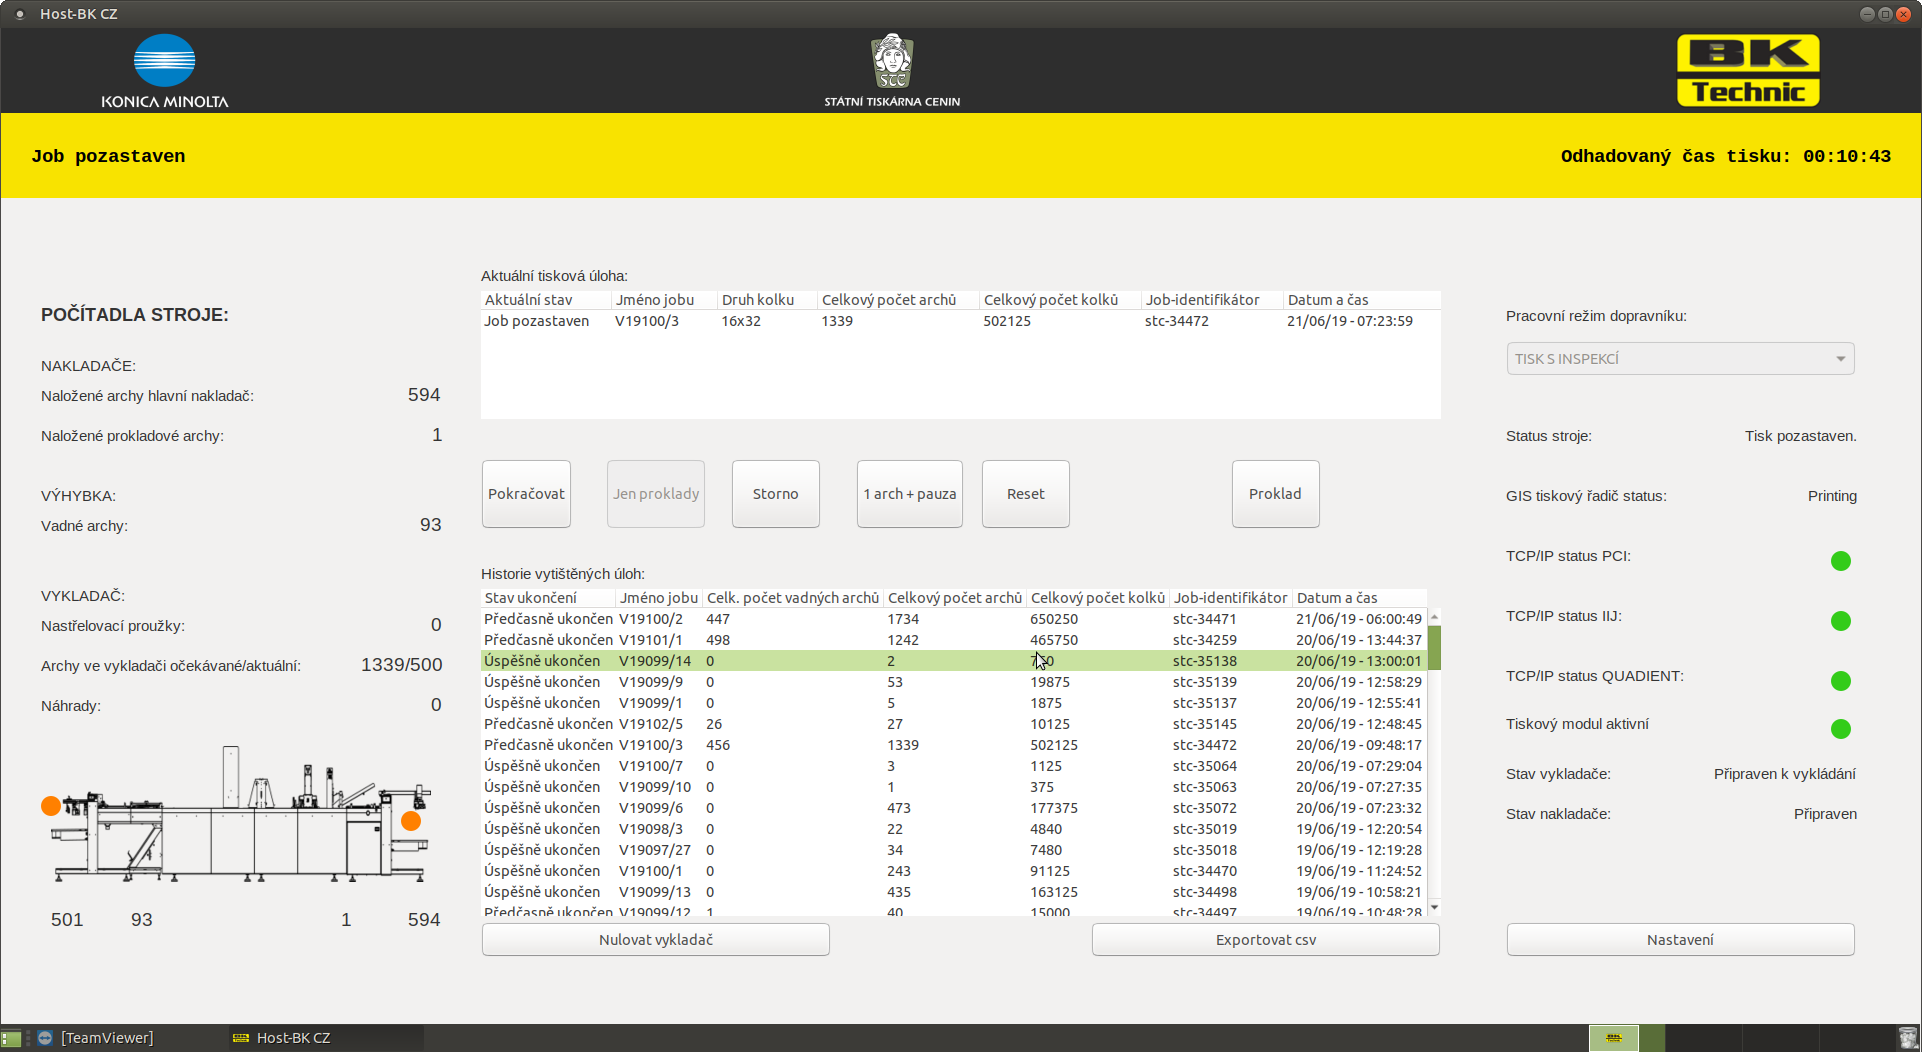 Host-BK CZ
KONICA MINOLTA
STC
STÁTNÍ TISKÁRNA CENIN
BK
Technic
Job pozastaven
Odhadovaný čas tisku: 00:10:43
POČÍTADLA STROJE:
NAKLADAČE:
Naložené archy hlavní nakladač: 594
Naložené prokladové archy: 1
VÝHYBKA:
Vadné archy: 93
VYKLADAČ:
Nastřelovací proužky: 0
Archy ve vykladači očekávané/aktuální: 1339/500
Náhrady: 0
501 93 1 594
Aktuální tisková úloha:
Aktuální stav Jméno jobu Druh kolku Celkový počet archů Celkový počet kolků Job-identifikátor Datum a čas
Job pozastaven V19100/3 16x32 1339 502125 stc-34472 21/06/19 - 07:23:59
Pokračovat Jen proklady Storno 1 arch + pauza Reset Proklad
Historie vytištěných úloh:
Stav ukončení Jméno jobu Celk. počet vadných archů Celkový počet archů Celkový počet kolků Job-identifikátor Datum a čas
Předčasně ukončen V19100/2 447 1734 650250 stc-34471 21/06/19 - 06:00:49
Předčasně ukončen V19101/1 498 1242 465750 stc-34259 20/06/19 - 13:44:37
Úspěšně ukončen V19099/14 0 2 stc-35138 20/06/19 - 13:00:01
Úspěšně ukončen V19099/9 0 53 19875 stc-35139 20/06/19 - 12:58:29
Úspěšně ukončen V19099/1 0 5 1875 stc-35137 20/06/19 - 12:55:41
Předčasně ukončen V19102/5 26 27 10125 stc-35145 20/06/19 - 12:48:45
Předčasně ukončen V19100/3 456 1339 502125 stc-34472 20/06/19 - 09:48:17
Úspěšně ukončen V19100/7 0 3 1125 stc-35064 20/06/19 - 07:29:04
Úspěšně ukončen V19099/10 0 1 375 stc-35063 20/06/19 - 07:27:35
Úspěšně ukončen V19099/6 0 473 177375 stc-35072 20/06/19 - 07:23:32
Úspěšně ukončen V19098/3 0 22 4840 stc-35019 19/06/19 - 12:20:54
Úspěšně ukončen V19097/27 0 34 7480 stc-35018 19/06/19 - 12:19:28
Úspěšně ukončen V19100/1 0 243 91125 stc-34470 19/06/19 - 11:24:52
Úspěšně ukončen V19099/13 0 435 163125 stc-34498 19/06/19 - 10:58:21
Předčasně ukončen V19099/12 1 40 15000 stc-34497 19/06/19 - 10:48:28
Nulovat vykladač Exportovat csv
Pracovní režim dopravníku:
TISK S INSPEKCÍ
Status stroje: Tisk pozastaven.
GIS tiskový řadič status: Printing
TCP/IP status PCI:
TCP/IP status IIJ:
TCP/IP status QUADIENT:
Tiskový modul aktivní
Stav vykladače: Připraven k vykládání
Stav nakladače: Připraven
Nastavení
[TeamViewer] Host-BK CZ